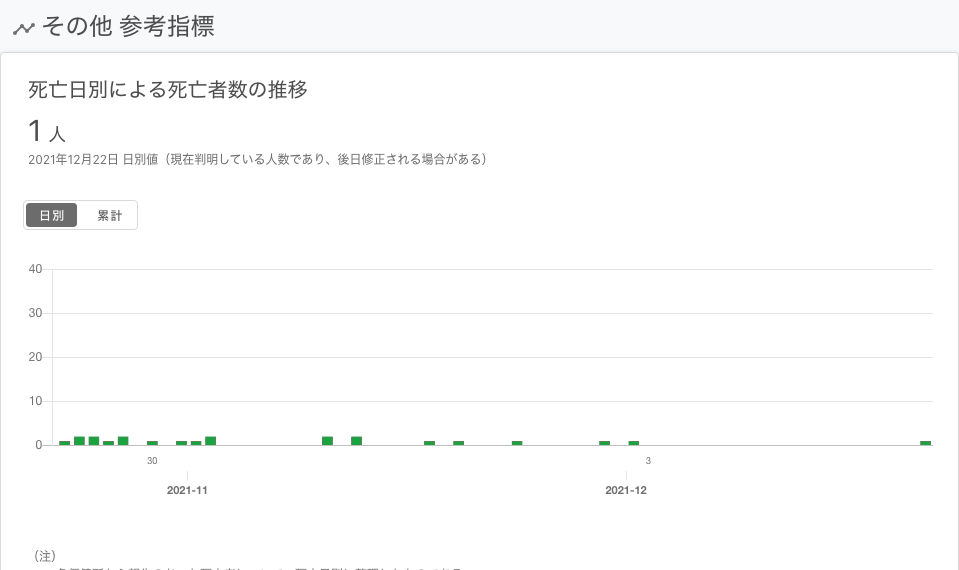 その他 参考指標
死亡日別による死亡者数の推移
1 人
2021年12月22日 日別値（現在判明している人数であり、後日修正される場合がある）
日別 累計
40
30
20
10
0
30 3
2021-11 2021-12
（注）